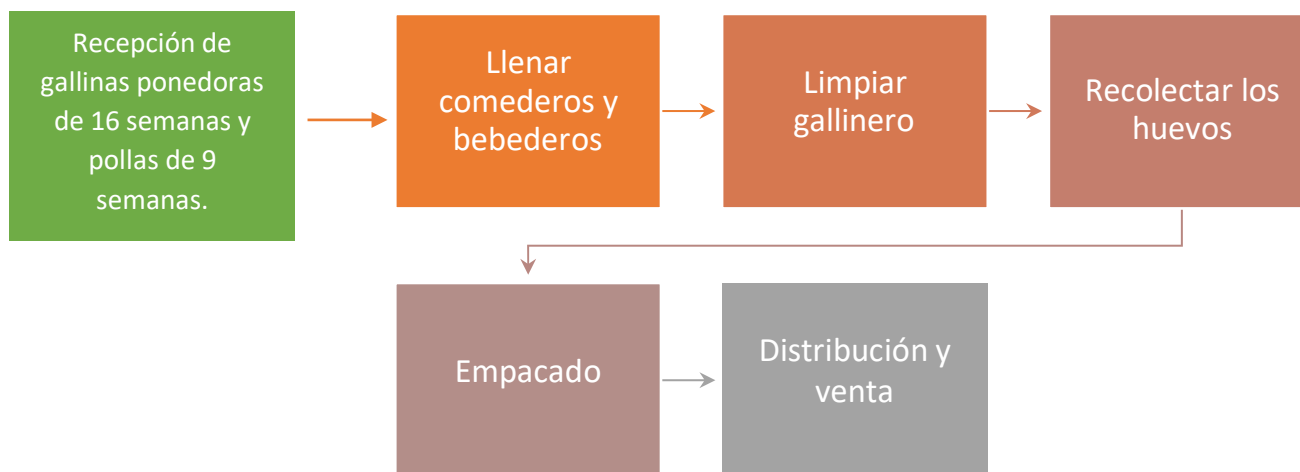 Recepción de
gallinas ponedoras
de 16 semanas y
pollas de 9
semanas.
Llenar
comederos y
bebederos
Limpiar
gallinero
Recolectar los
huevos
Empacado
Distribución y
venta